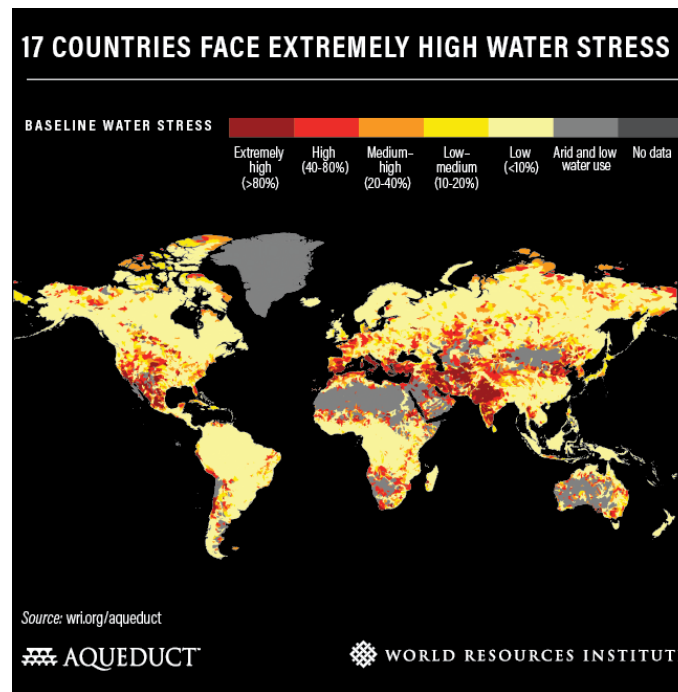 17 COUNTRIES FACE EXTREMELY HIGH WATER STRESS
BASELINE WATER STRESS
Extremely
high
(>80%)
High
(40-80%)
Medium–
high
(20-40%)
Low–
medium
(10-20%)
Low
(<10%)
Arid and low
water use
No data
Source: wri.org/aqueduct
AQUEDUCT™
WORLD RESOURCES INSTITUT